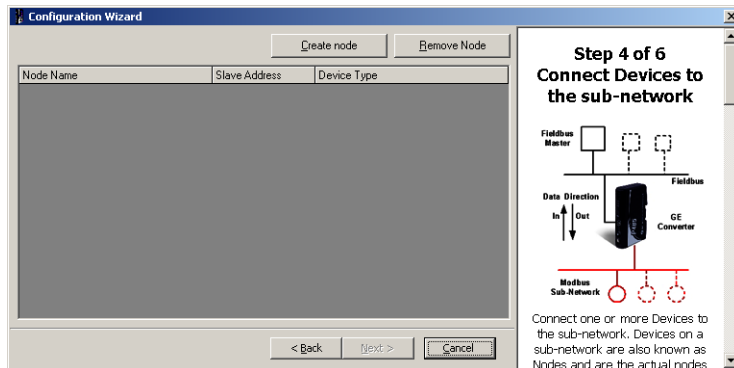 Configuration Wizard
Create node
Remove Node
Node Name
Slave Address
Device Type
< Back
Next >
Cancel
Step 4 of 6
Connect Devices to
the sub-network
Fieldbus
Master
Fieldbus
Data Direction
In
Out
GE
Converter
Modbus
Sub-Network
Connect one or more Devices to
the sub-network. Devices on a
sub-network are also known as
Nodes and are the actual nodes